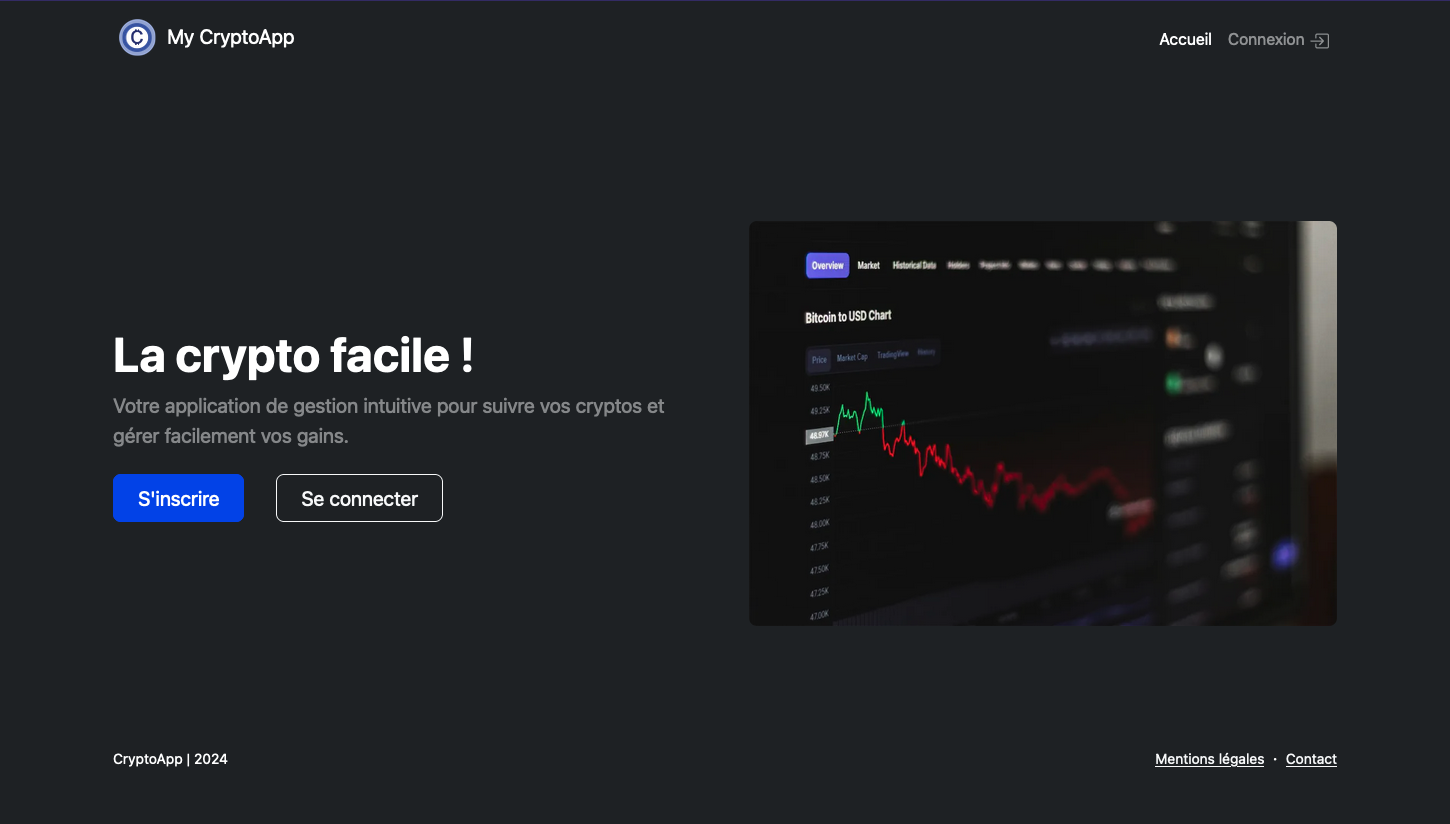 My CryptoApp
Accueil Connexion
Overview Market Historical Data
Bitcoin to USD Chart
Price Market Cap TradingView History
49.50K
49.25K
48.97K
48.75K
48.50K
48.25K
48.00K
47.75K
47.50K
47.25K
47.00K
La crypto facile !
Votre application de gestion intuitive pour suivre vos cryptos et
gérer facilement vos gains.
S'inscrire Se connecter
CryptoApp | 2024
Mentions légales · Contact